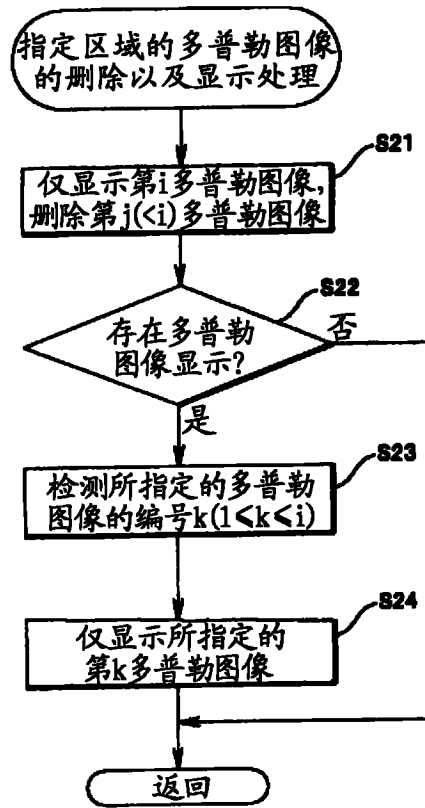 指定区域的多普勒图像
的删除以及显示处理
S21
仅显示第i多普勒图像,
删除第j(<i)多普勒图像
S22
存在多普勒
图像显示?
否
是
S23
检测所指定的多普勒
图像的编号k(1≤k≤i)
S24
仅显示所指定的
第k多普勒图像
返回